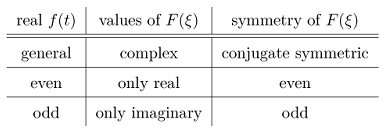 real f(t) values of F(ξ) symmetry of F(ξ)
general complex conjugate symmetric
even only real even
odd only imaginary odd